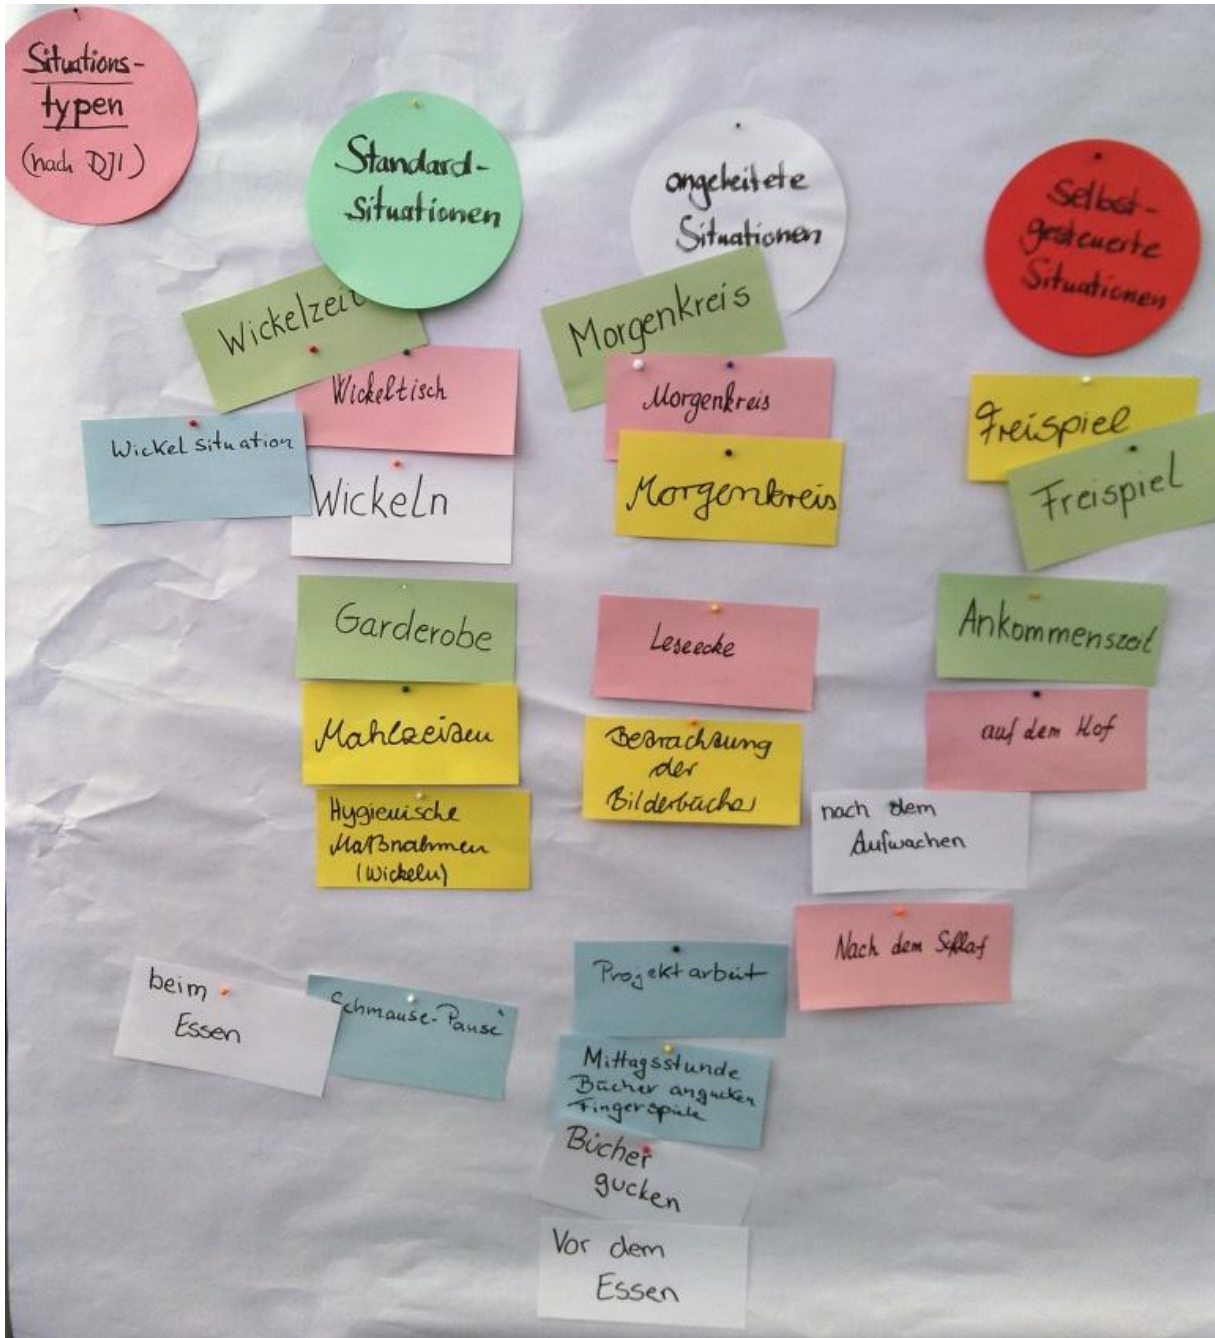 Situations-
typen
(nach DJI)
Standard-
Situationen
Wickelzeit
Wickeltisch
Wickelsituation
Wickeln
Garderobe
Mahlzeiten
Hygienische
Maßnahmen
(Wickeln)
beim
Essen
Schmause-Pause
angeleitete
Situationen
Morgenkreis
Morgenkreis
Morgenkreis
Leseecke
Betrachtung
der
Bilderbücher
Projektarbeit
Mittagsstunde
Bücher angucken
Fingerspiele
Bücher
gucken
Vor dem
Essen
Selbst-
gesteuerte
Situationen
Freispiel
Freispiel
Ankommenszeit
auf dem Hof
nach dem
Aufwachen
Nach dem Schlaf